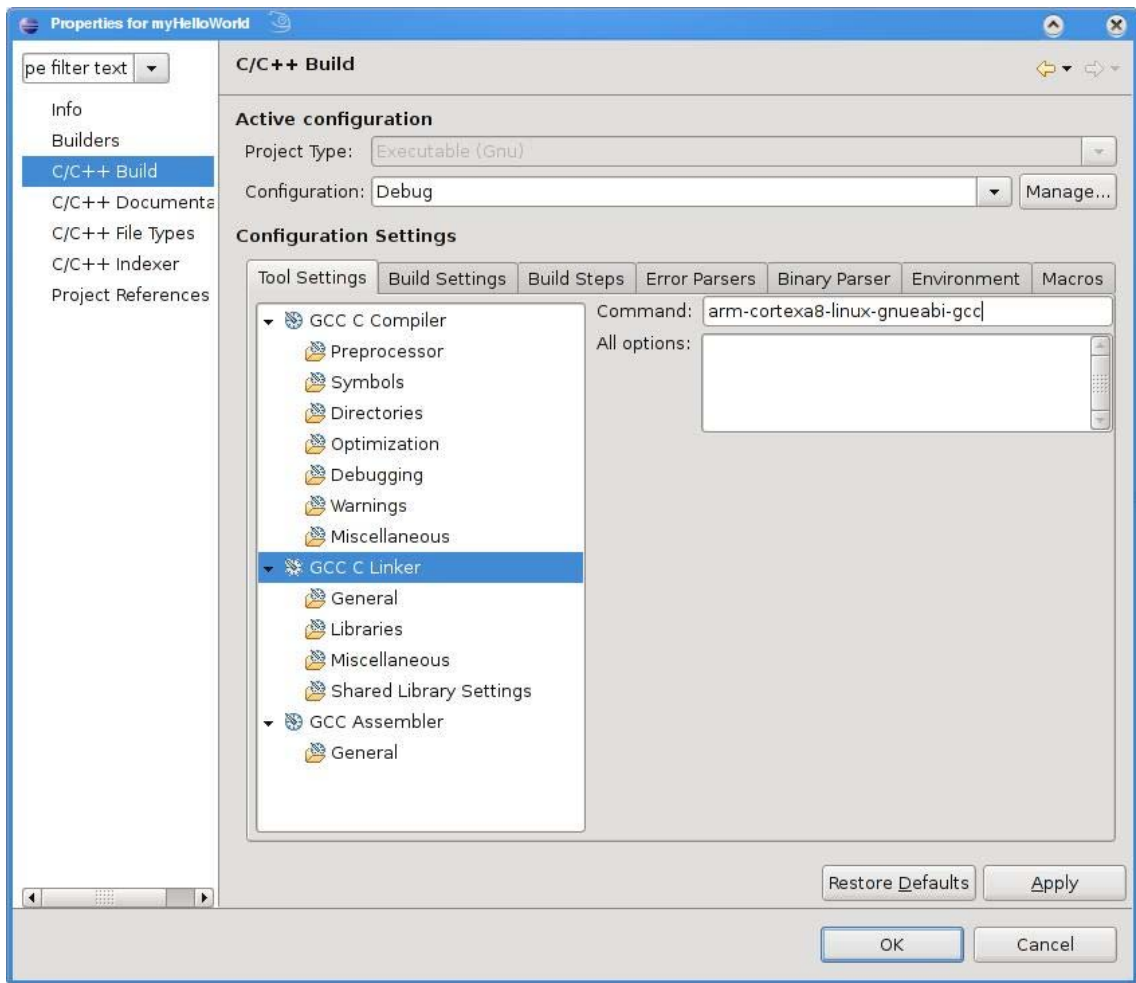 Properties for myHelloWorld
pe filter text
Info
Builders
C/C++ Build
C/C++ Documenta
C/C++ File Types
C/C++ Indexer
Project References
C/C++ Build
Active configuration
Project Type: Executable (Gnu)
Configuration: Debug Manage...
Configuration Settings
Tool Settings Build Settings Build Steps Error Parsers Binary Parser Environment Macros
GCC C Compiler
Preprocessor
Symbols
Directories
Optimization
Debugging
Warnings
Miscellaneous
GCC C Linker
General
Libraries
Miscellaneous
Shared Library Settings
GCC Assembler
General
Command: arm-cortexa8-linux-gnueabi-gcc
All options:
Restore Defaults Apply
OK Cancel